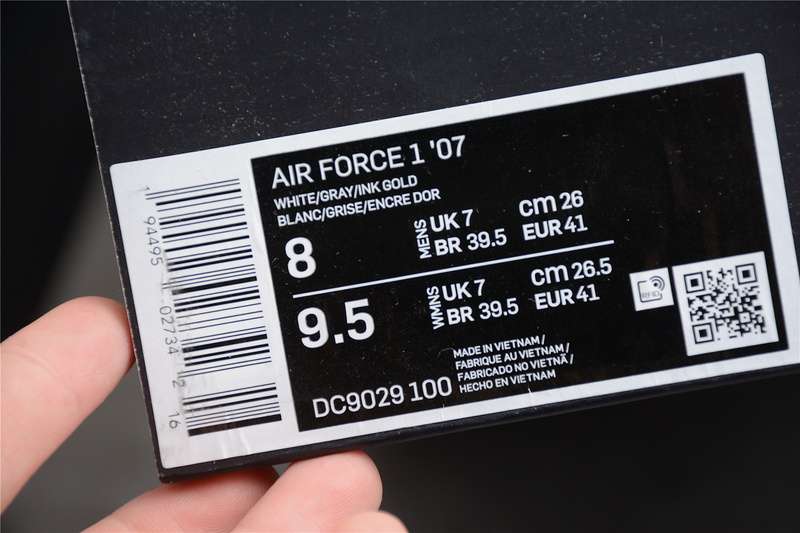 AIR FORCE 1 '07
WHITE/GRAY/INK GOLD
BLANC/GRISE/ENCRE DOR
8
MENS
UK 7
BR 39.5
cm 26
EUR 41
9.5
WMNS
UK 7
BR 39.5
cm 26.5
EUR 41
DC9029 100
MADE IN VIETNAM /
FABRIQUE AU VIETNAM /
FABRICADO NO VIETNÃ /
HECHO EN VIETNAM
RFID
1 94495 02734 2 16